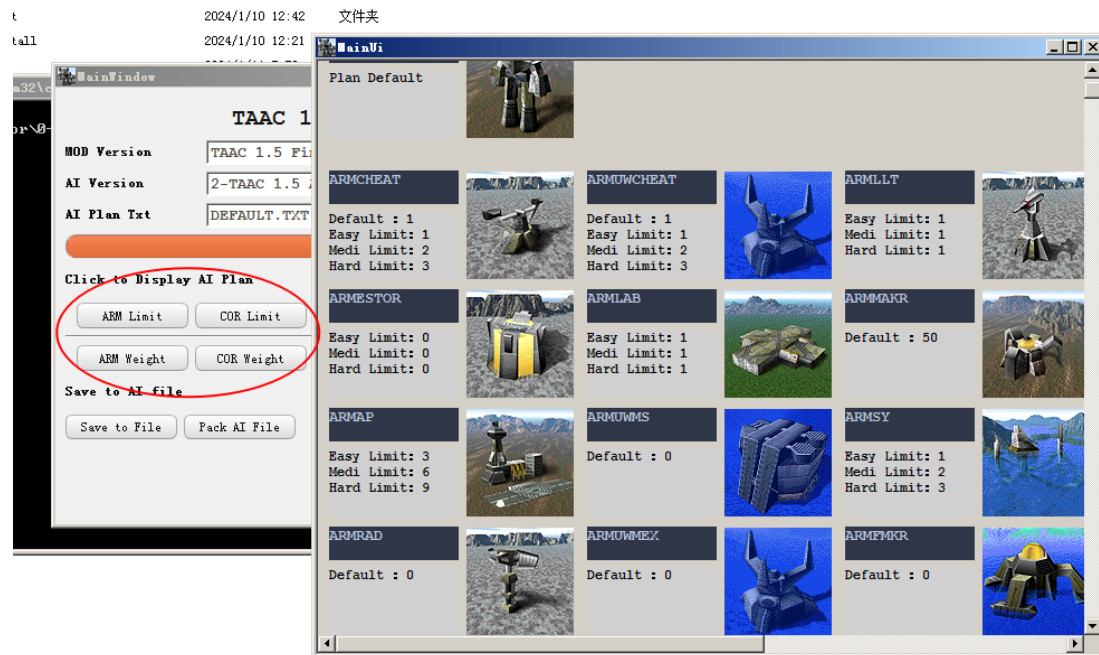 t 2024/1/10 12:42 文件夹
tall 2024/1/10 12:21
MainUi
MainWindow
TAAC 1
MOD Version TAAC 1.5 Fi
AI Version 2-TAAC 1.5
AI Plan Txt DEFAULT.TXT
Click to Display AI Plan
ARM Limit COR Limit
ARM Weight COR Weight
Save to AI file
Save to File Pack AI File
Plan Default
ARMCHEAT
Default : 1
Easy Limit: 1
Medi Limit: 2
Hard Limit: 3
ARMUWCHEAT
Default : 1
Easy Limit: 1
Medi Limit: 2
Hard Limit: 3
ARMLLT
Easy Limit: 1
Medi Limit: 1
Hard Limit: 1
ARMESTOR
Easy Limit: 0
Medi Limit: 0
Hard Limit: 0
ARMLAB
Easy Limit: 1
Medi Limit: 1
Hard Limit: 1
ARMMAKR
Default : 50
ARMAP
Easy Limit: 3
Medi Limit: 6
Hard Limit: 9
ARMUWMS
Default : 0
ARMSY
Easy Limit: 1
Medi Limit: 2
Hard Limit: 3
ARMRAD
Default : 0
ARMUWMEX
Default : 0
ARMFMKR
Default : 0